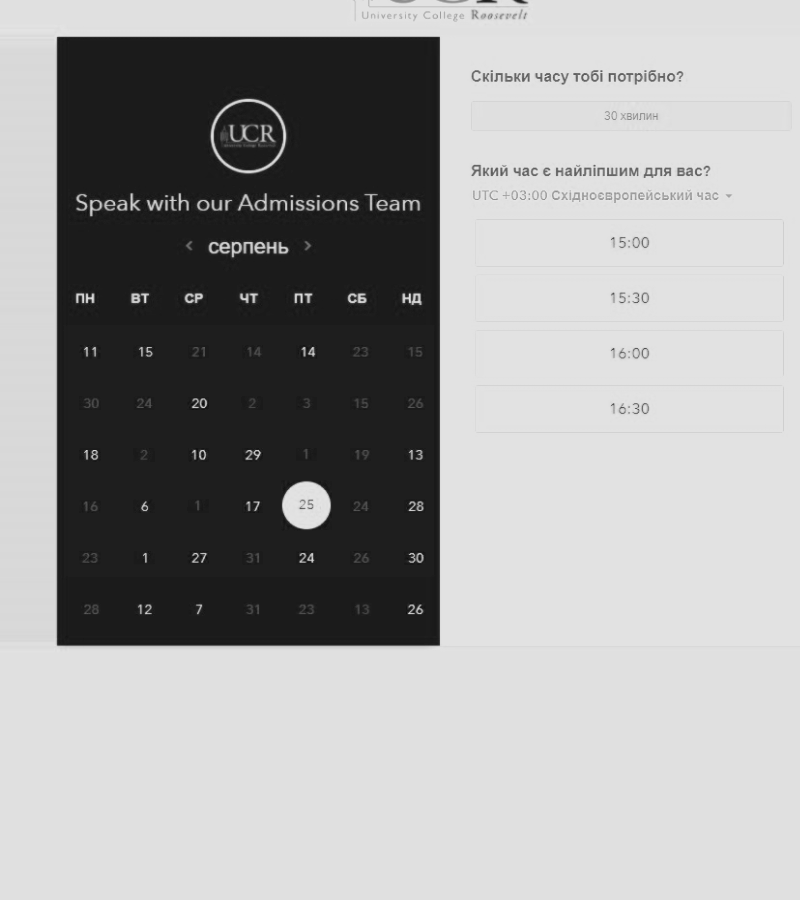 University College Roosevelt
UCR
Speak with our Admissions Team
< серпень >
ПН ВТ СР ЧТ ПТ СБ НД
11 15 21 14 14 23 15
30 24 20 2 3 15 26
18 2 10 29 1 19 13
16 6 1 17 25 24 28
23 1 27 31 24 26 30
28 12 7 31 23 13 26
Скільки часу тобі потрібно?
30 хвилин
Який час є найліпшим для вас?
UTC +03:00 Східноєвропейський час
15:00
15:30
16:00
16:30